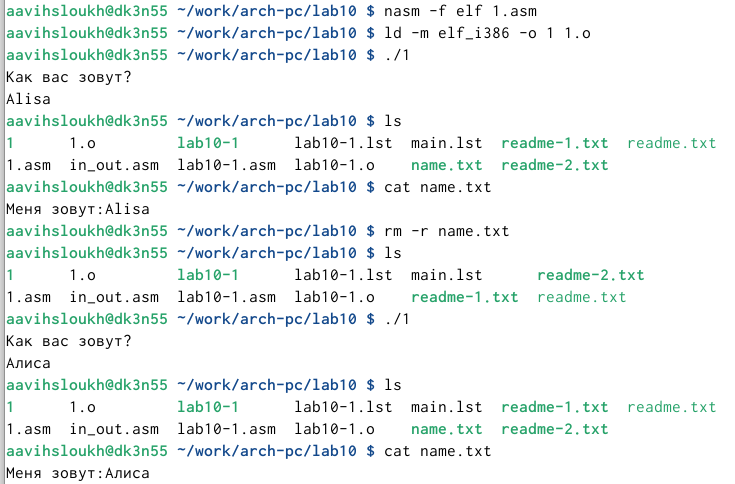 aavihsloukh@dk3n55 ~/work/arch-pc/lab10 $ nasm -f elf 1.asm
aavihsloukh@dk3n55 ~/work/arch-pc/lab10 $ ld -m elf_i386 -o 1 1.o
aavihsloukh@dk3n55 ~/work/arch-pc/lab10 $ ./1
Как вас зовут?
Alisa
aavihsloukh@dk3n55 ~/work/arch-pc/lab10 $ ls
1      1.o        lab10-1      lab10-1.lst  main.lst  readme-1.txt  readme.txt
1.asm  in_out.asm  lab10-1.asm  lab10-1.o    name.txt  readme-2.txt
aavihsloukh@dk3n55 ~/work/arch-pc/lab10 $ cat name.txt
Меня зовут:Alisa
aavihsloukh@dk3n55 ~/work/arch-pc/lab10 $ rm -r name.txt
aavihsloukh@dk3n55 ~/work/arch-pc/lab10 $ ls
1      1.o        lab10-1      lab10-1.lst  main.lst      readme-2.txt
1.asm  in_out.asm  lab10-1.asm  lab10-1.o    readme-1.txt  readme.txt
aavihsloukh@dk3n55 ~/work/arch-pc/lab10 $ ./1
Как вас зовут?
Алиса
aavihsloukh@dk3n55 ~/work/arch-pc/lab10 $ ls
1      1.o        lab10-1      lab10-1.lst  main.lst  readme-1.txt  readme.txt
1.asm  in_out.asm  lab10-1.asm  lab10-1.o    name.txt  readme-2.txt
aavihsloukh@dk3n55 ~/work/arch-pc/lab10 $ cat name.txt
Меня зовут:Алиса